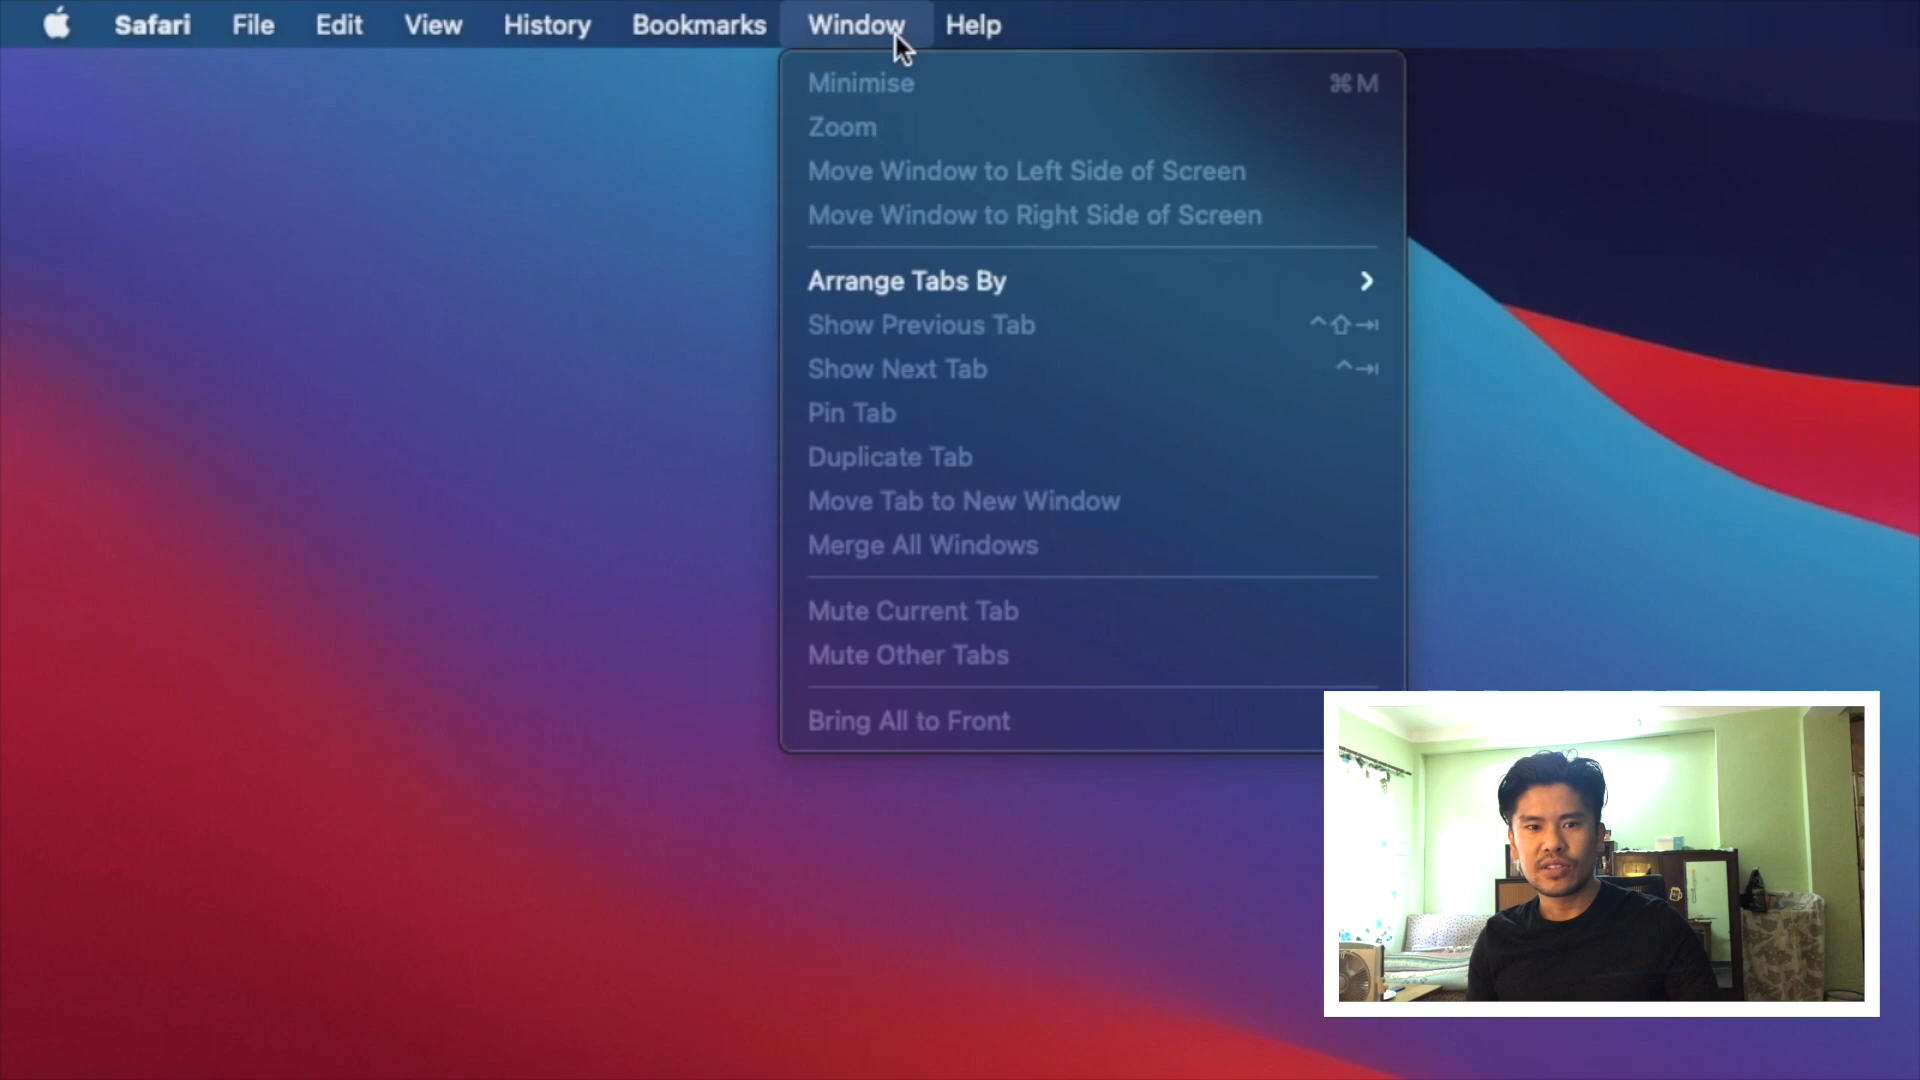 Safari File Edit View History Bookmarks Window Help
Minimise ⌘M
Zoom
Move Window to Left Side of Screen
Move Window to Right Side of Screen
Arrange Tabs By
Show Previous Tab ^⇧⇥
Show Next Tab ^⇥
Pin Tab
Duplicate Tab
Move Tab to New Window
Merge All Windows
Mute Current Tab
Mute Other Tabs
Bring All to Front